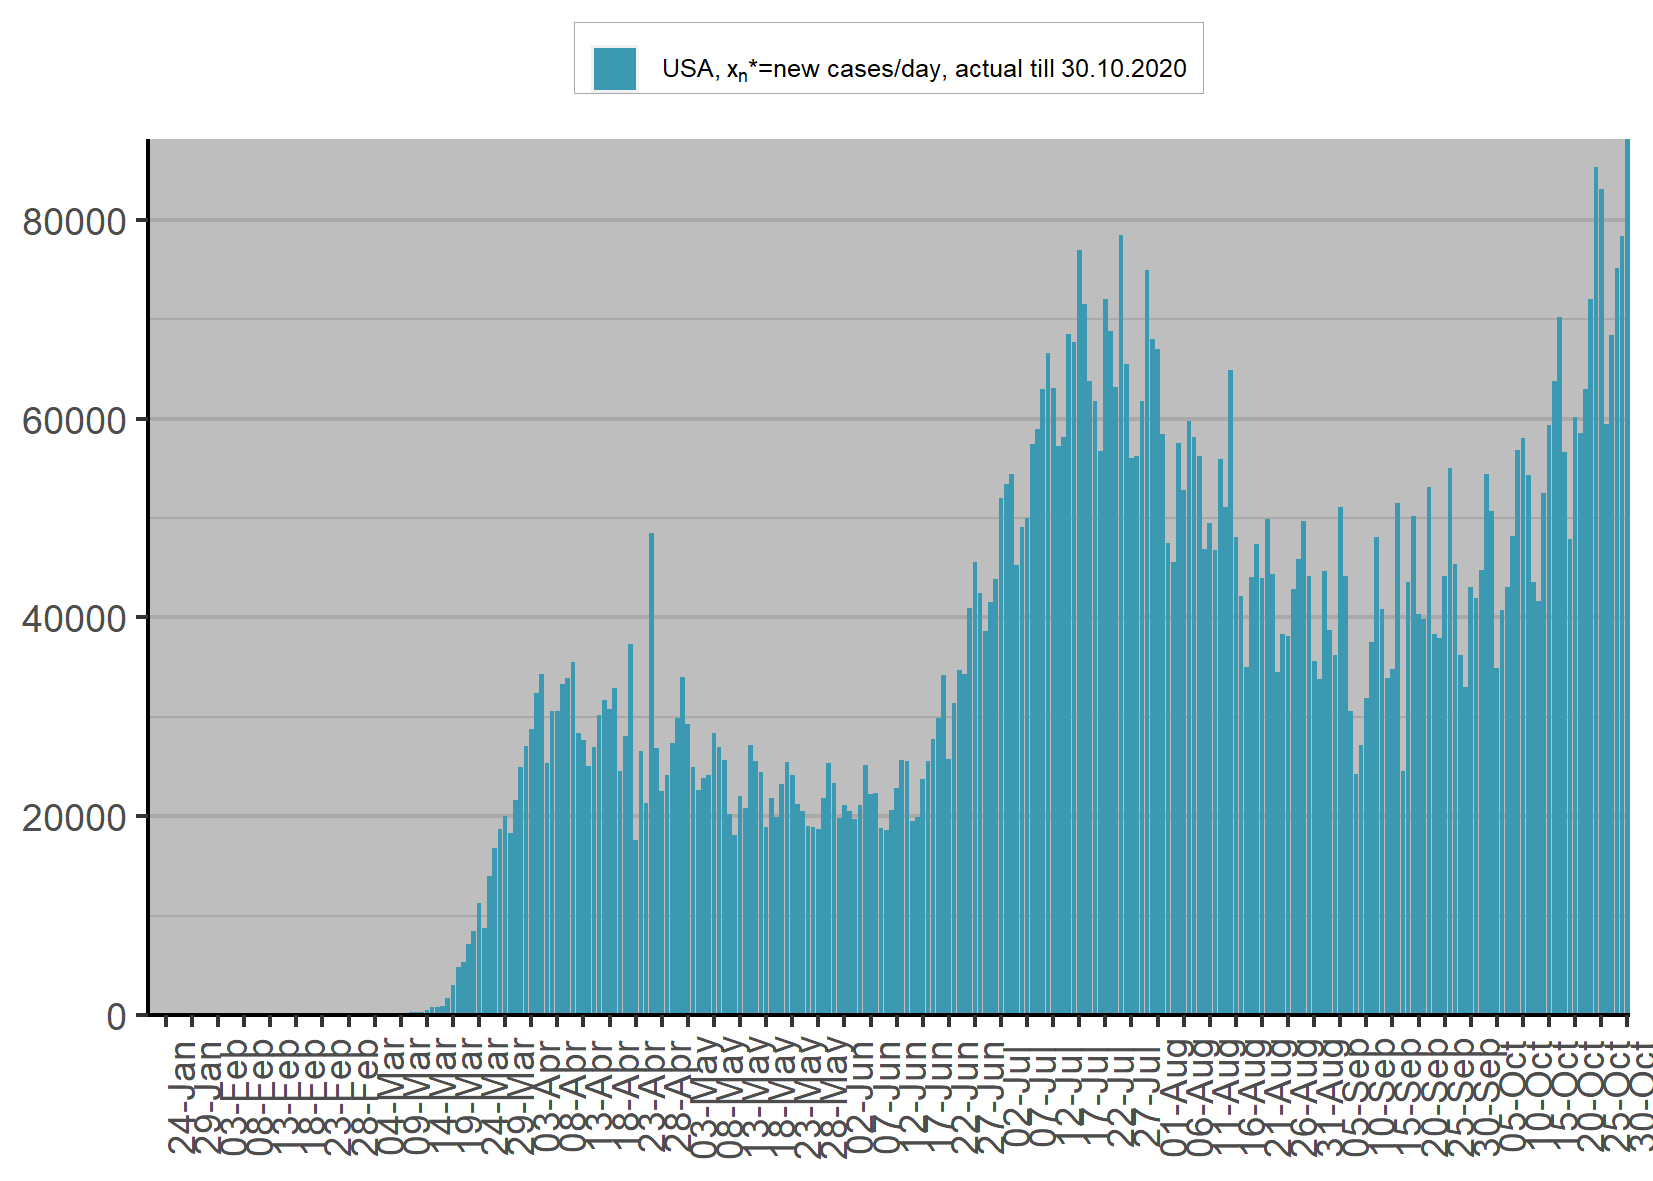 USA, xn*=new cases/day, actual till 30.10.2020
80000
60000
40000
20000
0
24-Jan
29-Jan
03-Feb
08-Feb
13-Feb
18-Feb
23-Feb
28-Feb
04-Mar
09-Mar
14-Mar
19-Mar
24-Mar
29-Mar
03-Apr
08-Apr
13-Apr
18-Apr
23-Apr
28-Apr
03-May
08-May
13-May
18-May
23-May
28-May
02-Jun
07-Jun
12-Jun
17-Jun
22-Jun
27-Jun
02-Jul
07-Jul
12-Jul
17-Jul
22-Jul
27-Jul
01-Aug
06-Aug
11-Aug
16-Aug
21-Aug
26-Aug
31-Aug
05-Sep
10-Sep
15-Sep
20-Sep
25-Sep
30-Sep
05-Oct
10-Oct
15-Oct
20-Oct
25-Oct
30-Oct